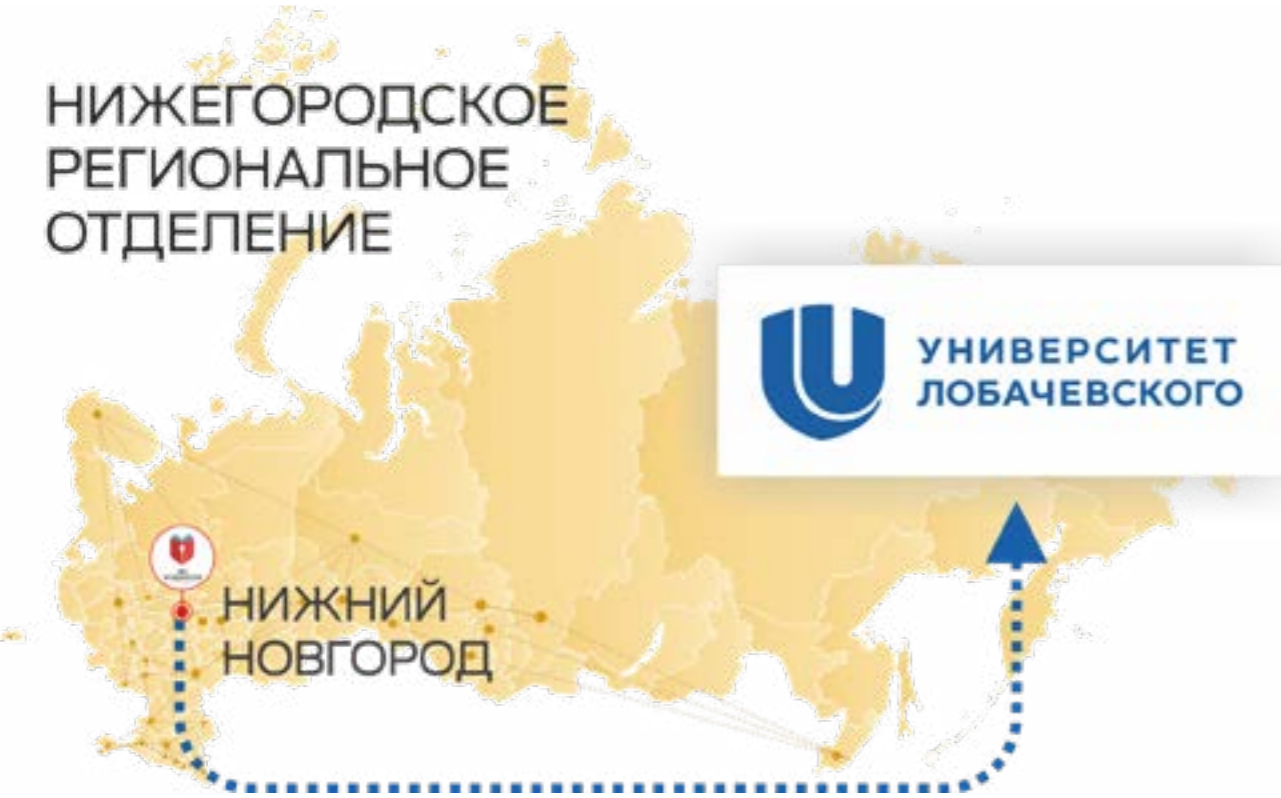 НИЖЕГОРОДСКОЕ
РЕГИОНАЛЬНОЕ
ОТДЕЛЕНИЕ
УНИВЕРСИТЕТ
ЛОБАЧЕВСКОГО
НИЖНИЙ
НОВГОРОД